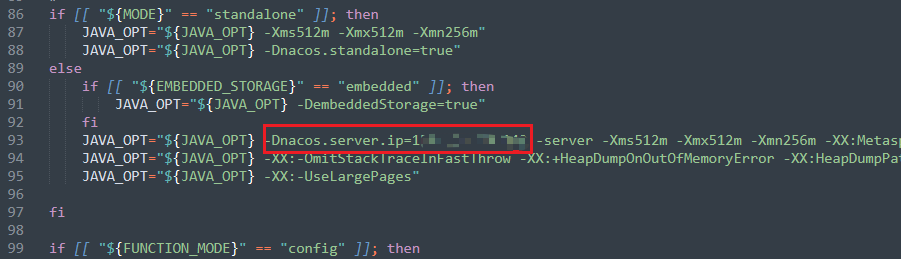 86 if [[ "${MODE}" == "standalone" ]]; then
87 JAVA_OPT="${JAVA_OPT} -Xms512m -Xmx512m -Xmn256m"
88 JAVA_OPT="${JAVA_OPT} -Dnacos.standalone=true"
89 else
90 if [[ "${EMBEDDED_STORAGE}" == "embedded" ]]; then
91 JAVA_OPT="${JAVA_OPT} -DembeddedStorage=true"
92 fi
93 JAVA_OPT="${JAVA_OPT} -Dnacos.server.ip=1 -server -Xms512m -Xmx512m -Xmn256m -XX:Metasp
94 JAVA_OPT="${JAVA_OPT} -XX:-OmitStackTraceInFastThrow -XX:+HeapDumpOnOutOfMemoryError -XX:HeapDumpPat
95 JAVA_OPT="${JAVA_OPT} -XX:-UseLargePages"
96
97 fi
98
99 if [[ "${FUNCTION_MODE}" == "config" ]]; then